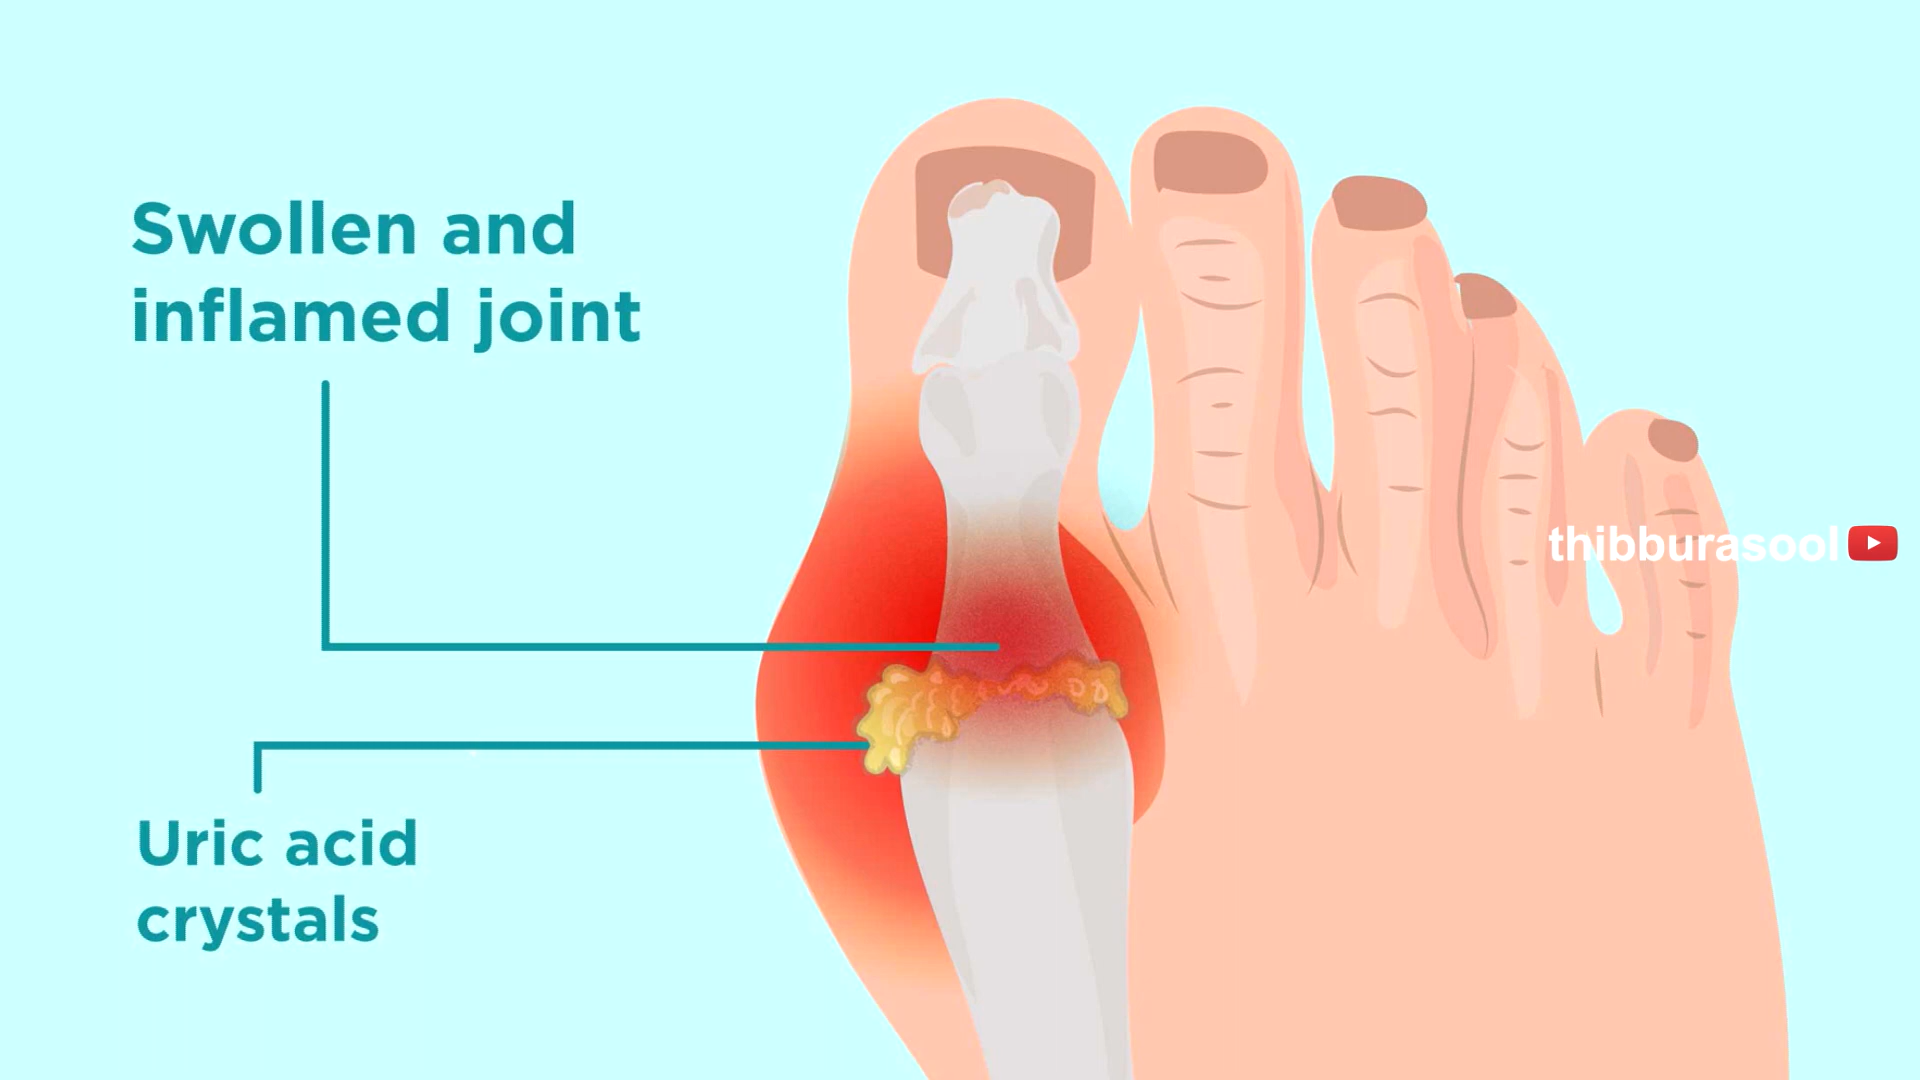 Swollen and
inflamed joint
Uric acid
crystals
thibburasool